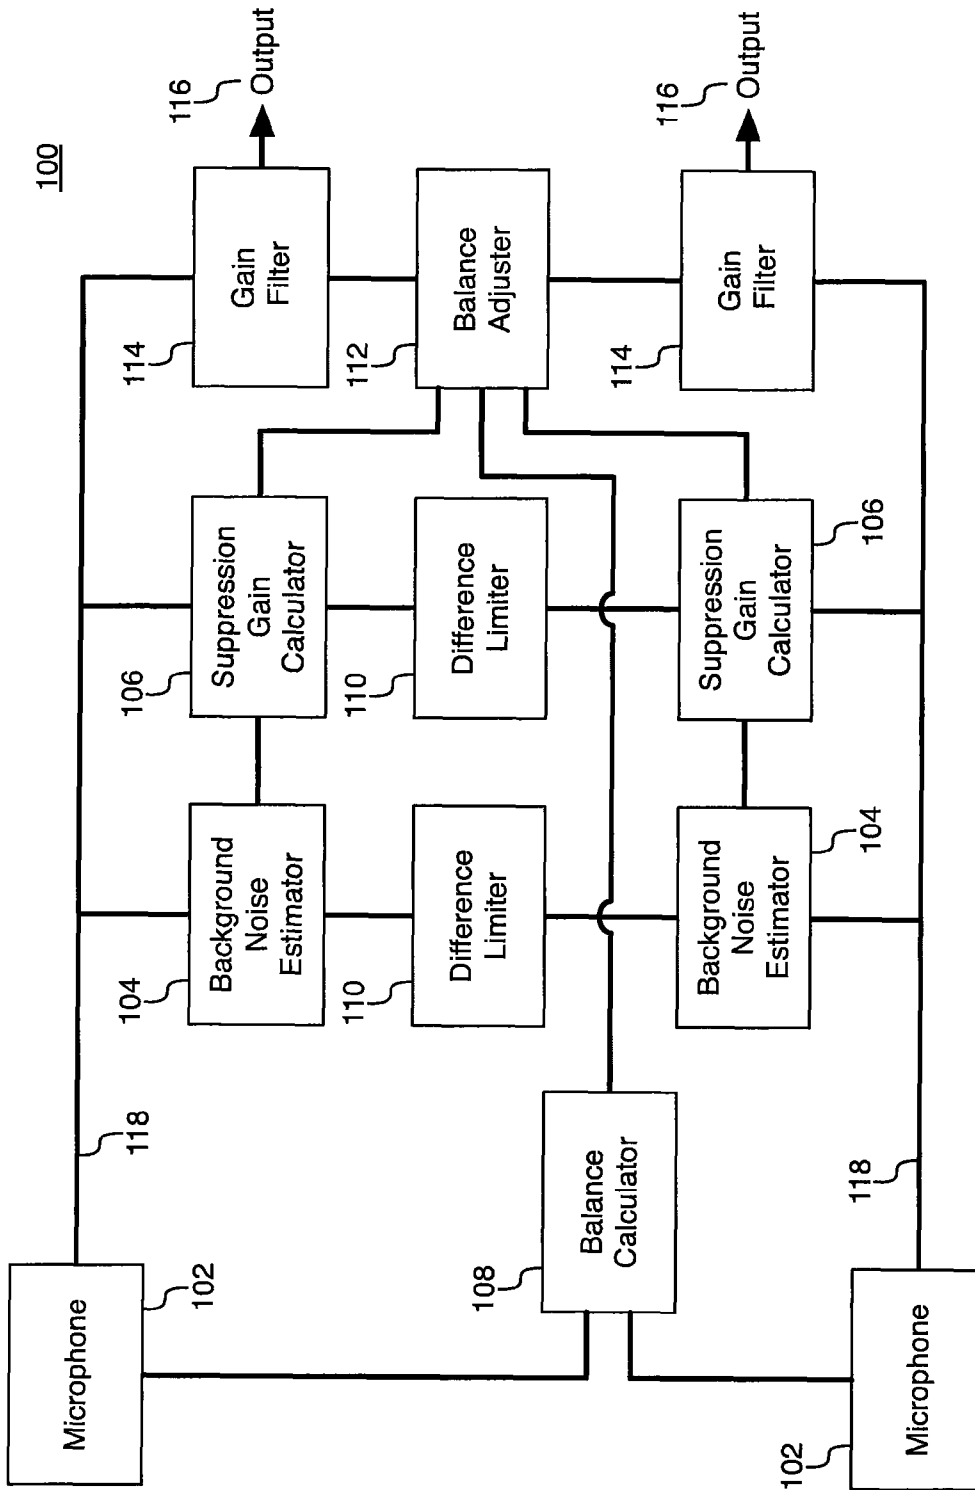 100
Microphone
102
118
Background
Noise
Estimator
104
Suppression
Gain
Calculator
106
Gain
Filter
114
116
Output
Difference
Limiter
110
Difference
Limiter
110
Balance
Adjuster
112
Balance
Calculator
108
Background
Noise
Estimator
104
Suppression
Gain
Calculator
106
Gain
Filter
114
116
Output
Microphone
102
118